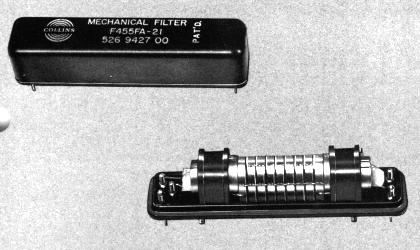 COLLINS
MECHANICAL FILTER
F455FA-21
526 9427 00
PAT'D.